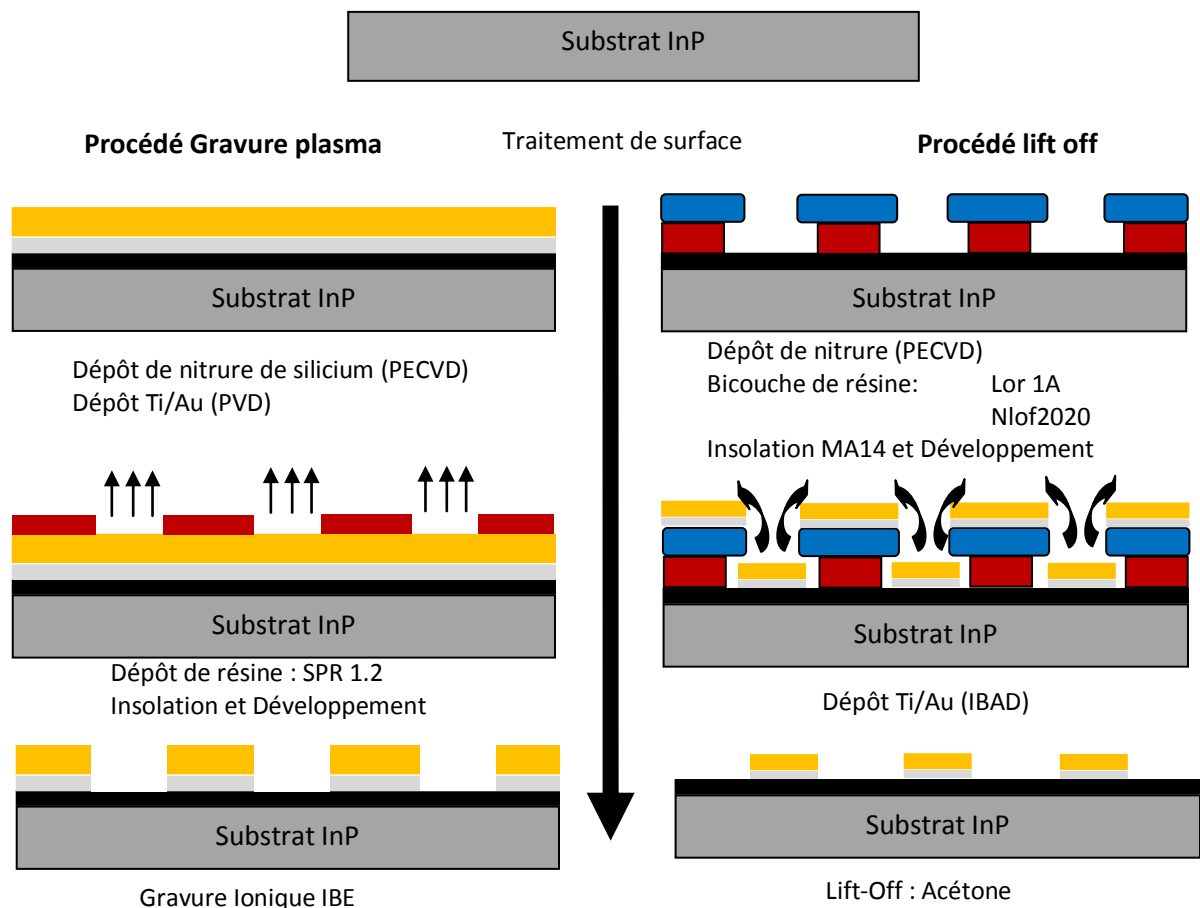 Substrat InP
Procédé Gravure plasma
Traitement de surface
Procédé lift off
Substrat InP
Dépôt de nitrure de silicium (PECVD)
Dépôt Ti/Au (PVD)
Substrat InP
Dépôt de nitrure (PECVD)
Bicouche de résine: Lor 1A
Nlof2020
Insolation MA14 et Développement
Substrat InP
Dépôt de résine : SPR 1.2
Insolation et Développement
Substrat InP
Dépôt Ti/Au (IBAD)
Substrat InP
Gravure Ionique IBE
Substrat InP
Lift-Off : Acétone